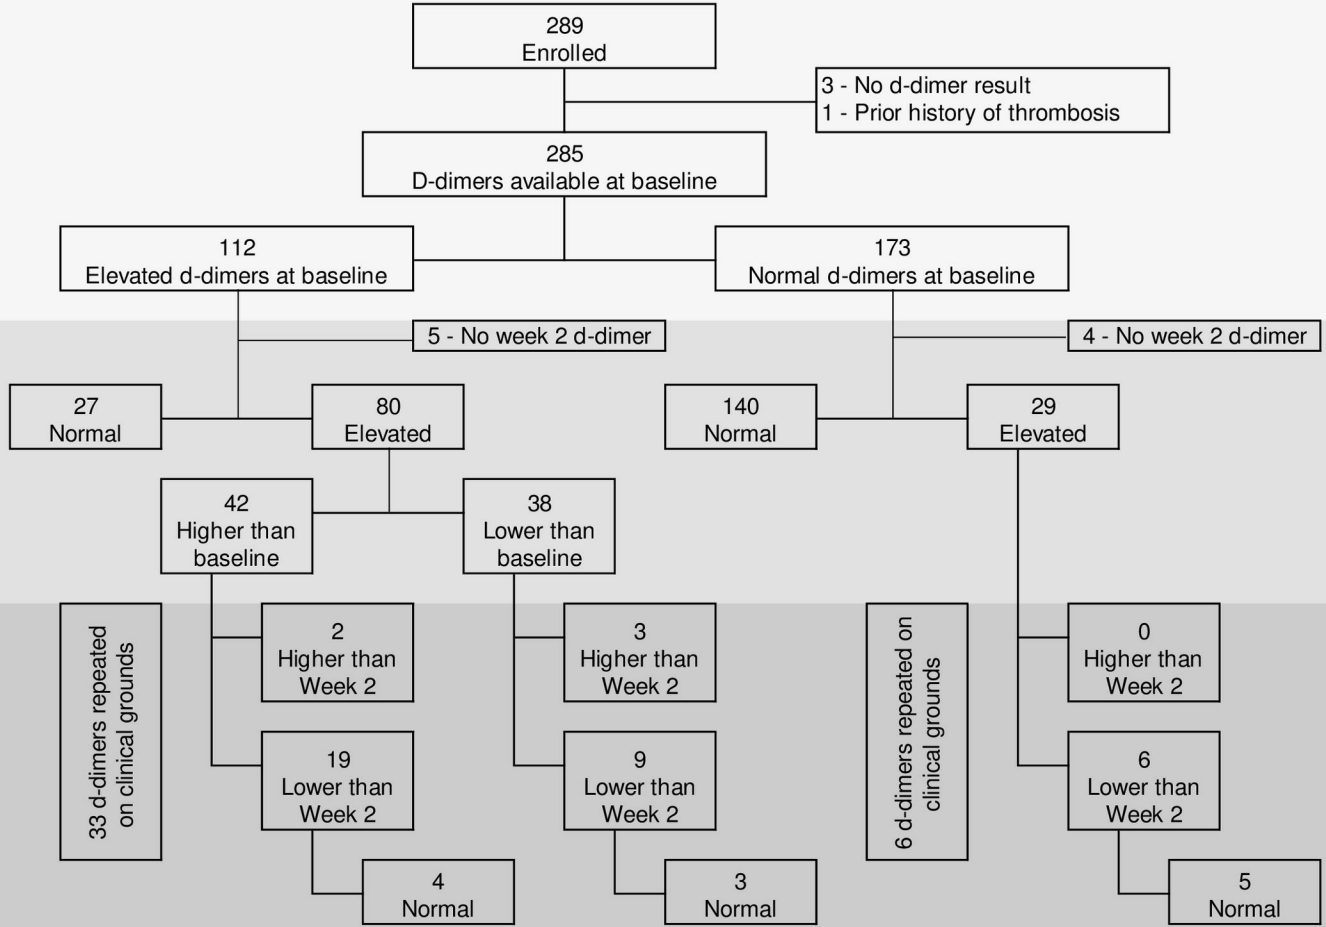 289
Enrolled
3 - No d-dimer result
1 - Prior history of thrombosis
285
D-dimers available at baseline
112
Elevated d-dimers at baseline
173
Normal d-dimers at baseline
5 - No week 2 d-dimer
4 - No week 2 d-dimer
27
Normal
80
Elevated
140
Normal
29
Elevated
42
Higher than
baseline
38
Lower than
baseline
33 d-dimers repeated
on clinical grounds
2
Higher than
Week 2
3
Higher than
Week 2
6 d-dimers repeated on
clinical grounds
0
Higher than
Week 2
19
Lower than
Week 2
9
Lower than
Week 2
6
Lower than
Week 2
4
Normal
3
Normal
5
Normal